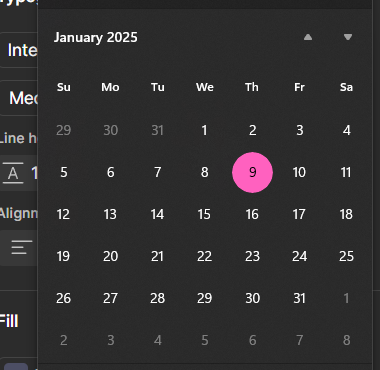 Inte
Med
Line h
A 1
Alignn
Fill
January 2025
Su Mo Tu We Th Fr Sa
29 30 31 1 2 3 4
5 6 7 8 9 10 11
12 13 14 15 16 17 18
19 20 21 22 23 24 25
26 27 28 29 30 31 1
2 3 4 5 6 7 8